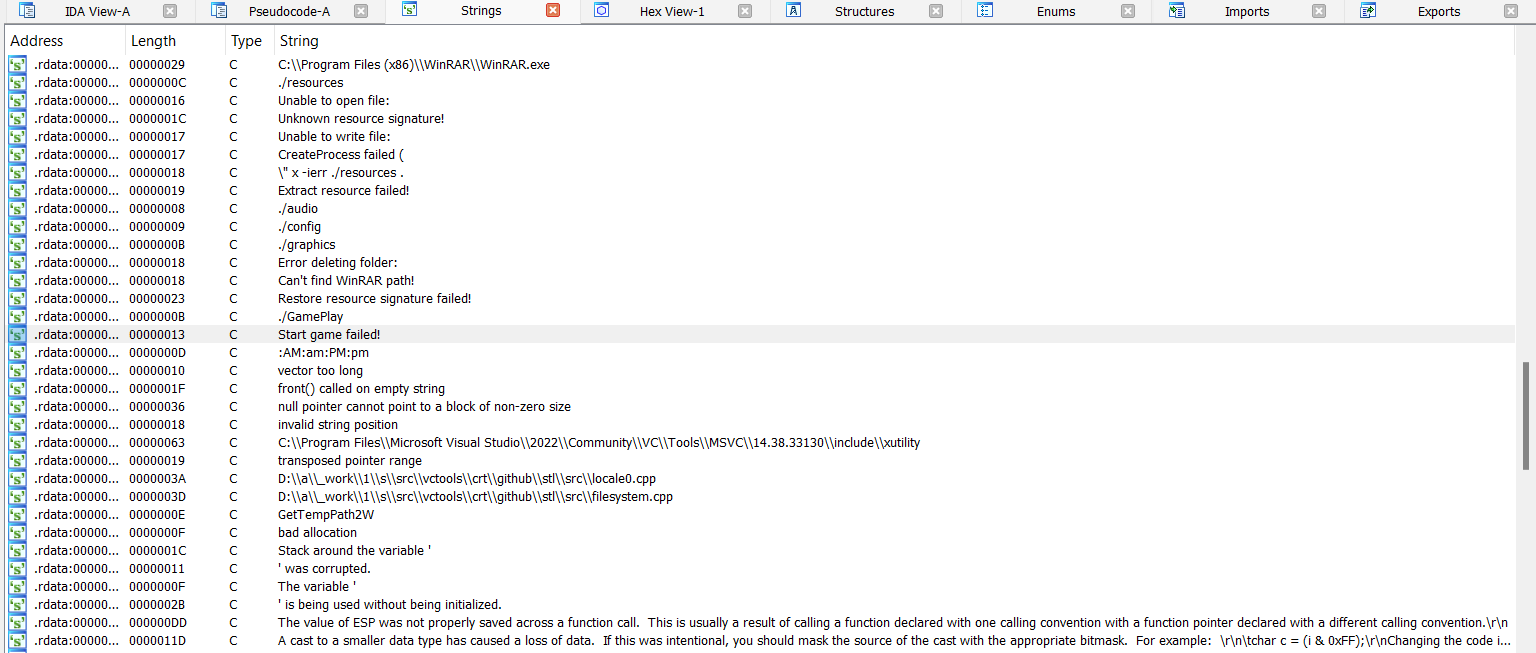 IDA View-A Pseudocode-A Strings Hex View-1 Structures Enums Imports Exports
Address Length Type String
.rdata:00000... 00000029 C C:\\Program Files (x86)\\WinRAR\\WinRAR.exe
.rdata:00000... 0000000C C ./resources
.rdata:00000... 00000016 C Unable to open file:
.rdata:00000... 0000001C C Unknown resource signature!
.rdata:00000... 00000017 C Unable to write file:
.rdata:00000... 00000017 C CreateProcess failed (
.rdata:00000... 00000018 C \" x -ierr ./resources .
.rdata:00000... 00000019 C Extract resource failed!
.rdata:00000... 00000008 C ./audio
.rdata:00000... 00000009 C ./config
.rdata:00000... 0000000B C ./graphics
.rdata:00000... 00000018 C Error deleting folder:
.rdata:00000... 00000018 C Can't find WinRAR path!
.rdata:00000... 00000023 C Restore resource signature failed!
.rdata:00000... 0000000B C ./GamePlay
.rdata:00000... 00000013 C Start game failed!
.rdata:00000... 0000000D C :AM:am:PM:pm
.rdata:00000... 00000010 C vector too long
.rdata:00000... 0000001F C front() called on empty string
.rdata:00000... 00000036 C null pointer cannot point to a block of non-zero size
.rdata:00000... 00000018 C invalid string position
.rdata:00000... 00000063 C C:\\Program Files\\Microsoft Visual Studio\\2022\\Community\\VC\\Tools\\MSVC\\14.38.33130\\include\\xutility
.rdata:00000... 00000019 C transposed pointer range
.rdata:00000... 0000003A C D:\\a\\_work\\1\\s\\src\\vctools\\crt\\github\\stl\\src\\locale0.cpp
.rdata:00000... 0000003D C D:\\a\\_work\\1\\s\\src\\vctools\\crt\\github\\stl\\src\\filesystem.cpp
.rdata:00000... 0000000E C GetTempPath2W
.rdata:00000... 0000000F C bad allocation
.rdata:00000... 0000001C C Stack around the variable '
.rdata:00000... 00000011 C ' was corrupted.
.rdata:00000... 0000000F C The variable '
.rdata:00000... 0000002B C ' is being used without being initialized.
.rdata:00000... 000000DD C The value of ESP was not properly saved across a function call.  This is usually a result of calling a function declared with one calling convention with a function pointer declared with a different calling convention.\r\n
.rdata:00000... 0000011D C A cast to a smaller data type has caused a loss of data.  If this was intentional, you should mask the source of the cast with the appropriate bitmask.  For example:  \r\n\tchar c = (i & 0xFF);\r\nChanging the code i...